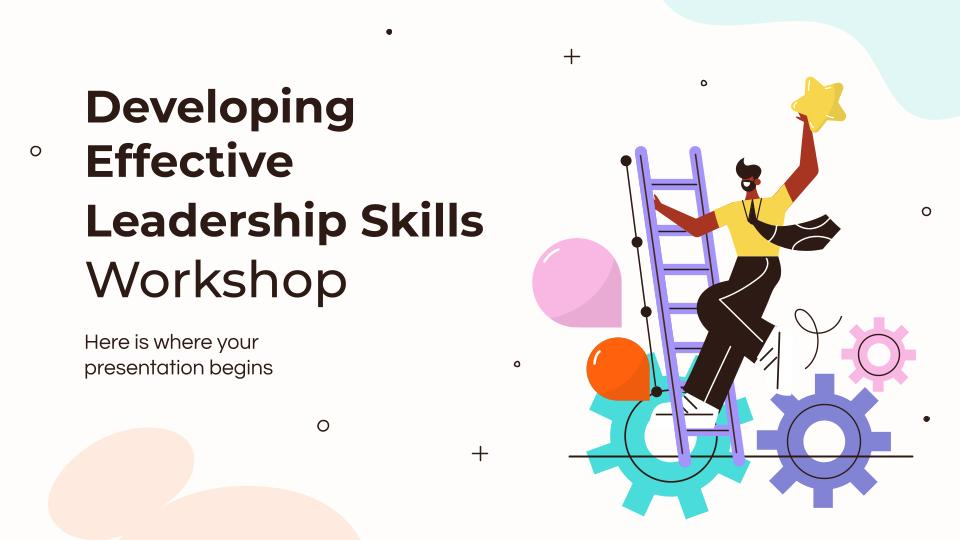 Developing
Effective
Leadership Skills
Workshop
Here is where your
presentation begins